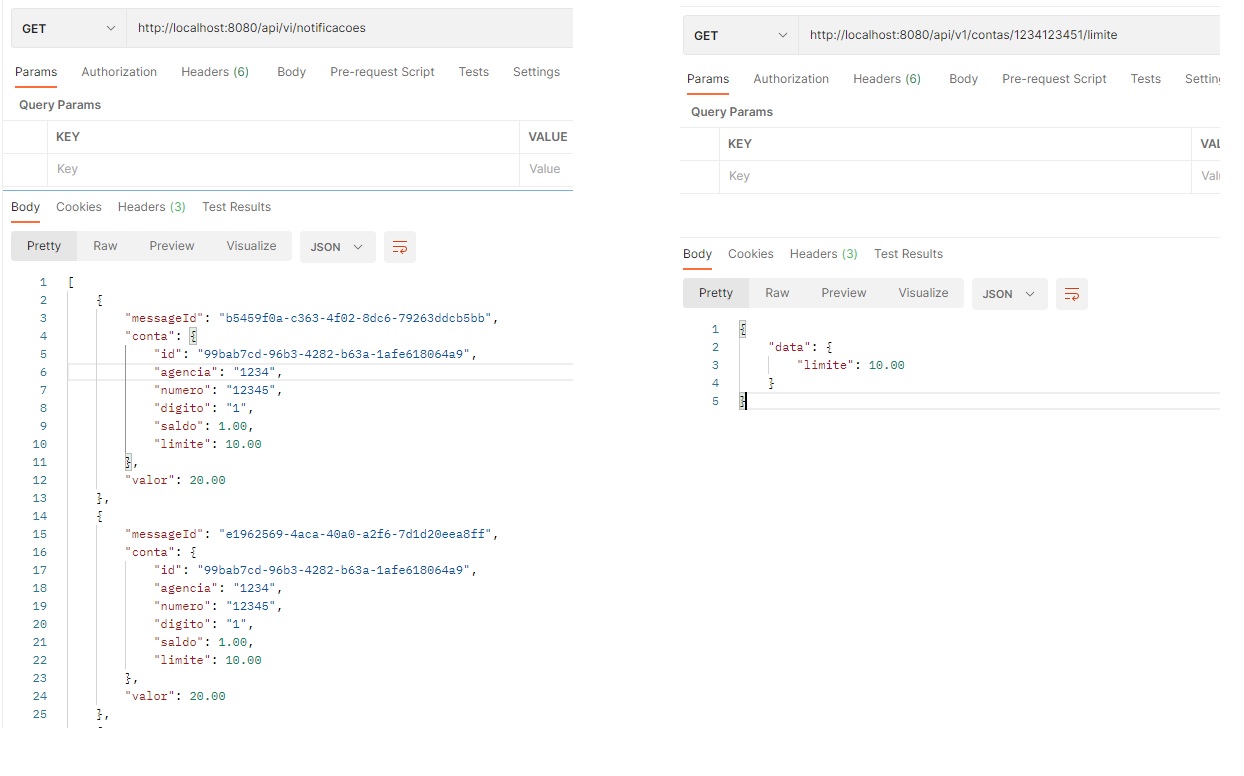 GET http://localhost:8080/api/vi/notificacoes
Params Authorization Headers (6) Body Pre-request Script Tests Settings
Query Params
KEY VALUE
Key Value
Body Cookies Headers (3) Test Results
Pretty Raw Preview Visualize JSON
1 [
2 {
3 "messageId": "b5459f0a-c363-4f02-8dc6-79263ddcb5bb",
4 "conta": {
5 "id": "99bab7cd-96b3-4282-b63a-1afe618064a9",
6 "agencia": "1234",
7 "numero": "12345",
8 "digito": "1",
9 "saldo": 1.00,
10 "limite": 10.00
11 },
12 "valor": 20.00
13 },
14 {
15 "messageId": "e1962569-4aca-40a0-a2f6-7d1d20eea8ff",
16 "conta": {
17 "id": "99bab7cd-96b3-4282-b63a-1afe618064a9",
18 "agencia": "1234",
19 "numero": "12345",
20 "digito": "1",
21 "saldo": 1.00,
22 "limite": 10.00
23 },
24 "valor": 20.00
25 },
GET http://localhost:8080/api/v1/contas/1234123451/limite
Params Authorization Headers (6) Body Pre-request Script Tests Settin
Query Params
KEY VAL
Key Val
Body Cookies Headers (3) Test Results
Pretty Raw Preview Visualize JSON
1 {
2 "data": {
3 "limite": 10.00
4 }
5 }